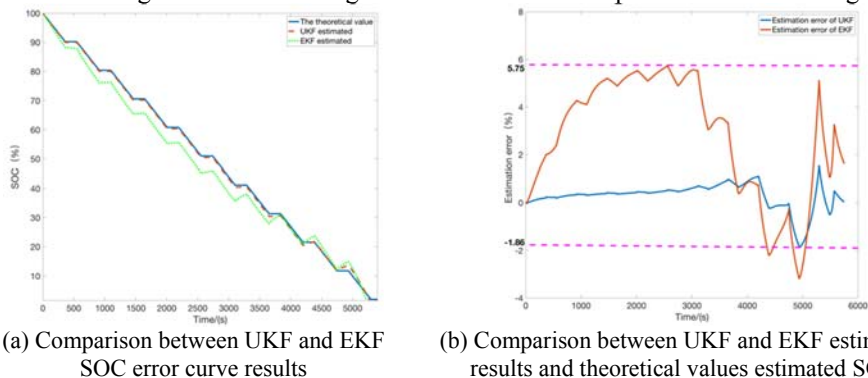 100
90
80
70
60
50
40
30
20
10
SOC (%)
0 500 1000 1500 2000 2500 3000 3500 4000 4500 5000
Time/(s)
The theoretical value
UKF estimated
EKF estimated
(a) Comparison between UKF and EKF
SOC error curve results
8
6
5.75
4
2
0
-1.86
-2
-4
Estimation error (%)
0 1000 2000 3000 4000 5000 6000
Time/(s)
Estimation error of UKF
Estimation error of EKF
(b) Comparison between UKF and EKF
results and theoretical values estimated